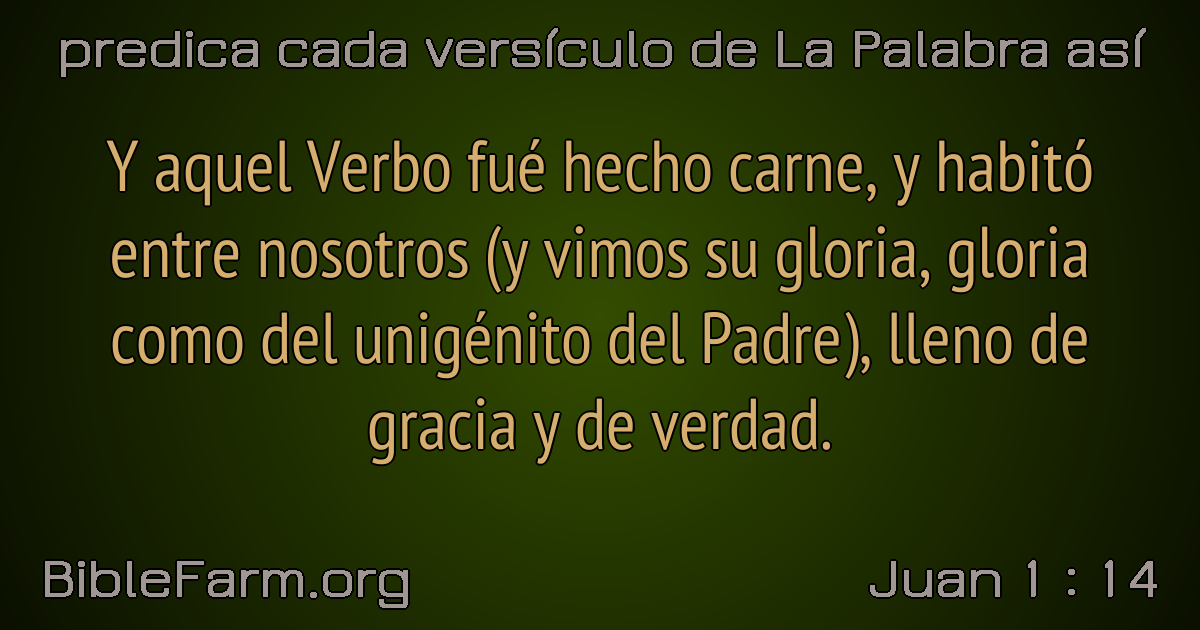 predica cada versículo de La Palabra así
Y aquel Verbo fué hecho carne, y habitó
entre nosotros (y vimos su gloria, gloria
como del unigénito del Padre), lleno de
gracia y de verdad.
BibleFarm.org
Juan 1 : 14